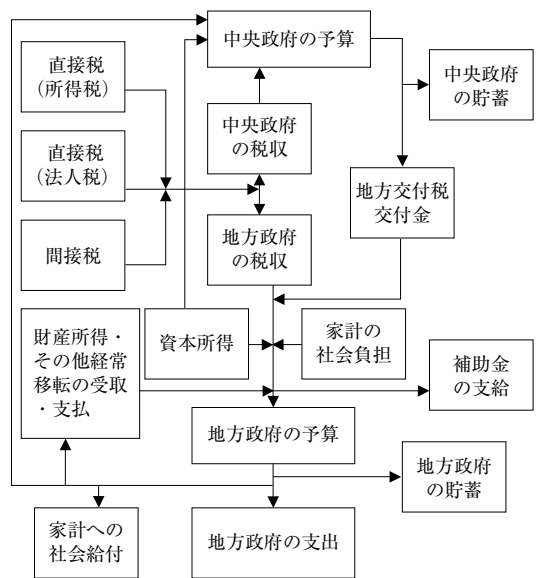 中央政府の予算
直接税
（所得税）
中央政府
の貯蓄
中央政府
の税収
直接税
（法人税）
地方交付税
交付金
地方政府
の税収
間接税
財産所得・
その他経常
移転の受取
・支払
資本所得
家計の
社会負担
補助金
の支給
地方政府の予算
地方政府
の貯蓄
家計への
社会給付
地方政府の支出